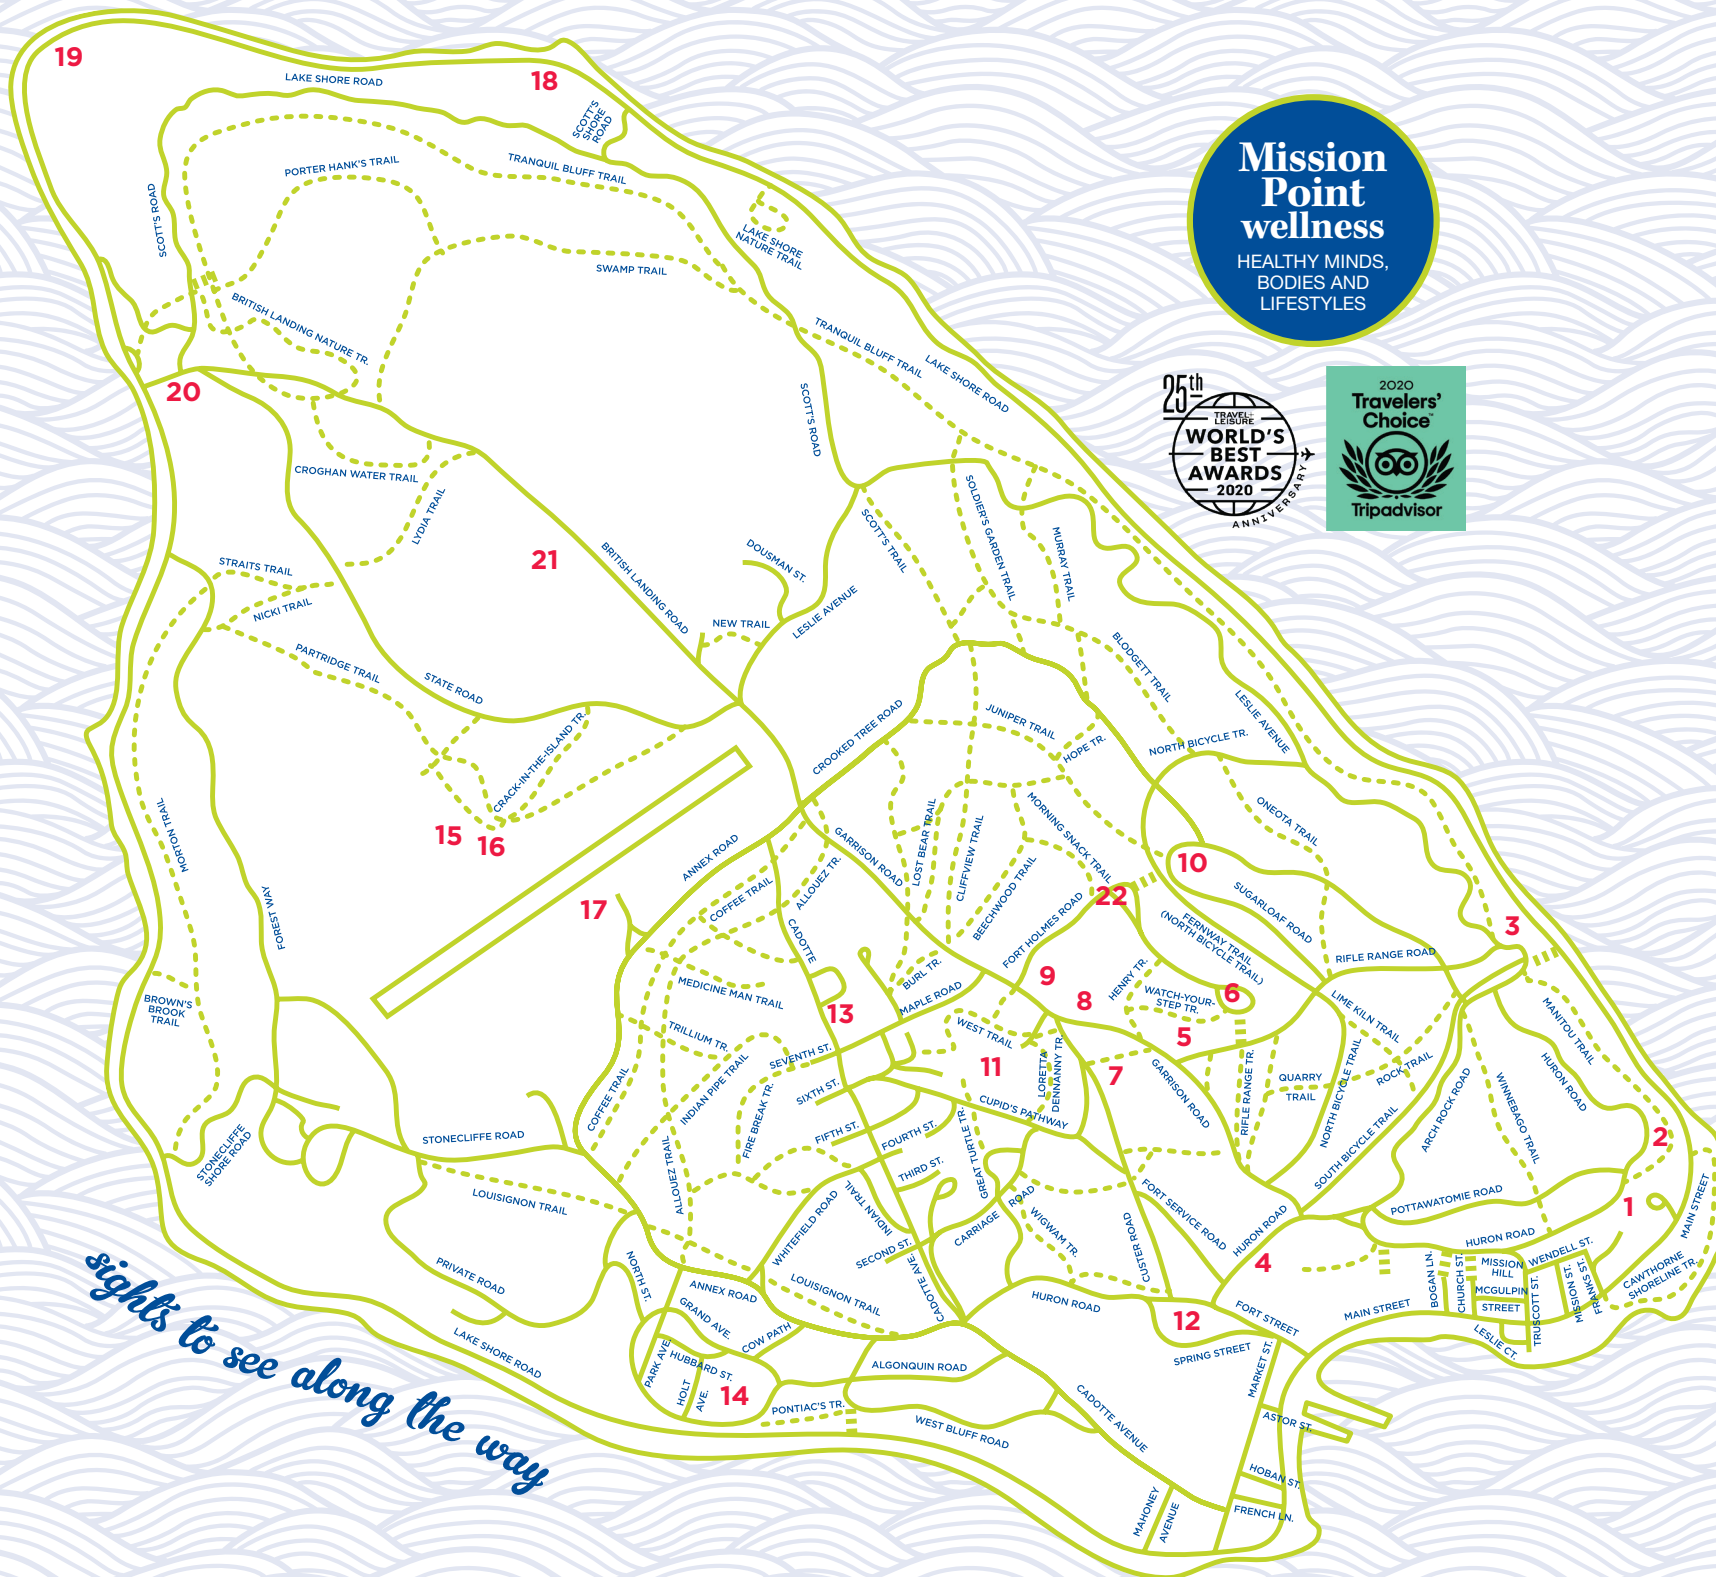 19
18
LAKE SHORE ROAD
SCOTT'S
SHORE
ROAD
PORTER HANK'S TRAIL
TRANQUIL BLUFF TRAIL
SCOTT'S ROAD
LAKE SHORE
NATURE TRAIL
SWAMP TRAIL
BRITISH LANDING NATURE TR.
Mission
Point
wellness
HEALTHY MINDS,
BODIES AND
LIFESTYLES
TRANQUIL BLUFF TRAIL
LAKE SHORE ROAD
20
SCOTT'S ROAD
25th
TRAVEL+
LEISURE
WORLD'S
BEST
AWARDS
2020
ANNIVERSARY
2020
Travelers'
Choice™
Tripadvisor
CROGHAN WATER TRAIL
LYDIA TRAIL
SOLDIER'S GARDEN TRAIL
SCOTT'S TRAIL
MURRAY TRAIL
21
BRITISH LANDING ROAD
DOUSMAN ST.
STRAITS TRAIL
NICKI TRAIL
NEW TRAIL
LESLIE AVENUE
PARTRIDGE TRAIL
STATE ROAD
BLODGETT TRAIL
LESLIE AVENUE
CROOKED TREE ROAD
JUNIPER TRAIL
HOPE TR.
NORTH BICYCLE TR.
CRACK-IN-THE-ISLAND TR.
15
16
MORTON TRAIL
ANNEX ROAD
GARRISON ROAD
LOST BEAR TRAIL
CLIFFVIEW TRAIL
BEECHWOOD TRAIL
MORNING SNACK TRAIL
ONEOTA TRAIL
10
22
FOREST WAY
17
COFFEE TRAIL
ALLOUEZ TR.
CADOTTE
FORT HOLMES ROAD
FERNWAY TRAIL
(NORTH BICYCLE TRAIL)
SUGARLOAF ROAD
3
RIFLE RANGE ROAD
BROWN'S
BROOK
TRAIL
MEDICINE MAN TRAIL
13
BURL TR.
MAPLE ROAD
9
8
HENRY TR.
WATCH-YOUR-
STEP TR.
6
5
LIME KILN TRAIL
MANITOU TRAIL
TRILLIUM TR.
SEVENTH ST.
WEST TRAIL
11
LORETTA
DENNANNY TR.
7
GARRISON ROAD
RIFLE RANGE TR.
QUARRY
TRAIL
NORTH BICYCLE TRAIL
ROCK TRAIL
ARCH ROCK ROAD
WINNEBAGO TRAIL
HURON ROAD
COFFEE TRAIL
INDIAN PIPE TRAIL
FIRE BREAK TR.
SIXTH ST.
CUPID'S PATHWAY
FIFTH ST.
FOURTH ST.
GREAT TURTLE TR.
THIRD ST.
SOUTH BICYCLE TRAIL
2
STONECLIFFE
SHORE ROAD
STONECLIFFE ROAD
ALLOUEZ TRAIL
LOUISIGNON TRAIL
WHITEFIELD ROAD
INDIAN TRAIL
SECOND ST.
CARRIAGE ROAD
WIGWAM TR.
CUSTER ROAD
FORT SERVICE ROAD
HURON ROAD
4
POTTAWATOMIE ROAD
1
MAIN STREET
HURON ROAD
WENDELL ST.
PRIVATE ROAD
NORTH ST.
ANNEX ROAD
LOUISIGNON TRAIL
CADOTTE AVE.
HURON ROAD
12
SPRING STREET
FORT STREET
MARKET ST.
MAIN STREET
BOGAN LN.
CHURCH ST.
MISSION
HILL
MCGULPIN
STREET
TRUSCOTT ST.
MISSION ST.
FRANKS ST.
CAWTHORNE
SHORELINE TR.
LESLIE CT.
sights to see along the way
LAKE SHORE ROAD
GRAND AVE.
COW PATH
PARK AVE.
HUBBARD ST.
HOLT
AVE.
14
ALGONQUIN ROAD
PONTIAC'S TR.
WEST BLUFF ROAD
CADOTTE AVENUE
ASTOR ST.
HOBAN ST.
FRENCH LN.
MAHONEY
AVENUE